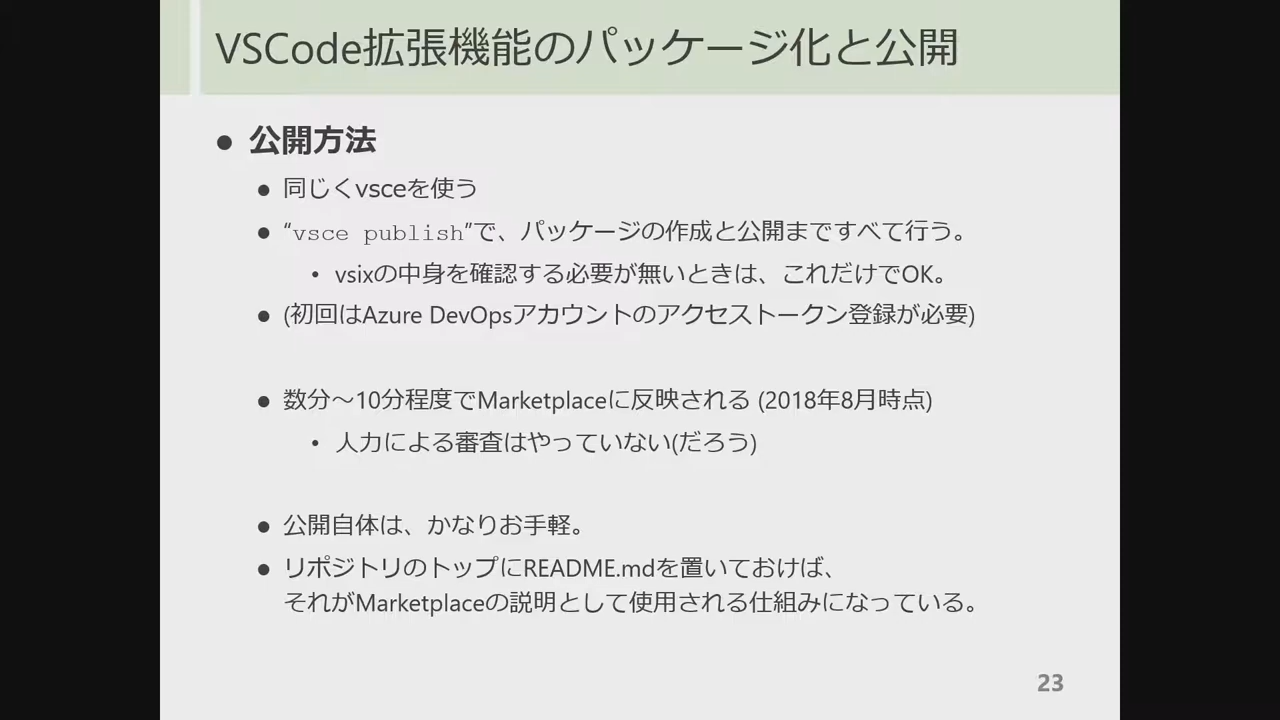 VSCode拡張機能のパッケージ化と公開
● 公開方法
● 同じくvsceを使う
● “vsce publish”で、パッケージの作成と公開まですべて行う。
• vsixの中身を確認する必要が無いときは、これだけでOK。
● (初回はAzure DevOpsアカウントのアクセストークン登録が必要)
● 数分～10分程度でMarketplaceに反映される (2018年8月時点)
• 人力による審査はやっていない(だろう)
● 公開自体は、かなりお手軽。
● リポジトリのトップにREADME.mdを置いておけば、
それがMarketplaceの説明として使用される仕組みになっている。
23